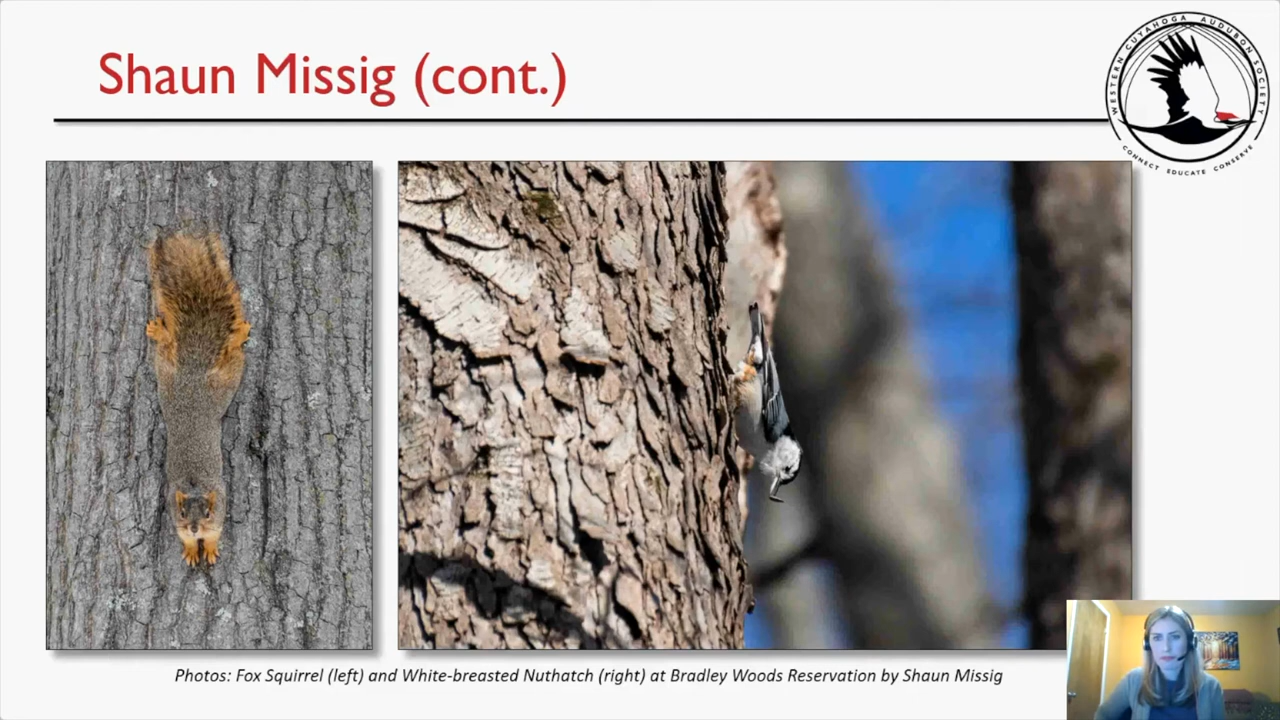 Shaun Missig (cont.)
WESTERN CUYAHOGA AUDUBON SOCIETY
CONNECT EDUCATE CONSERVE
Photos: Fox Squirrel (left) and White-breasted Nuthatch (right) at Bradley Woods Reservation by Shaun Missig